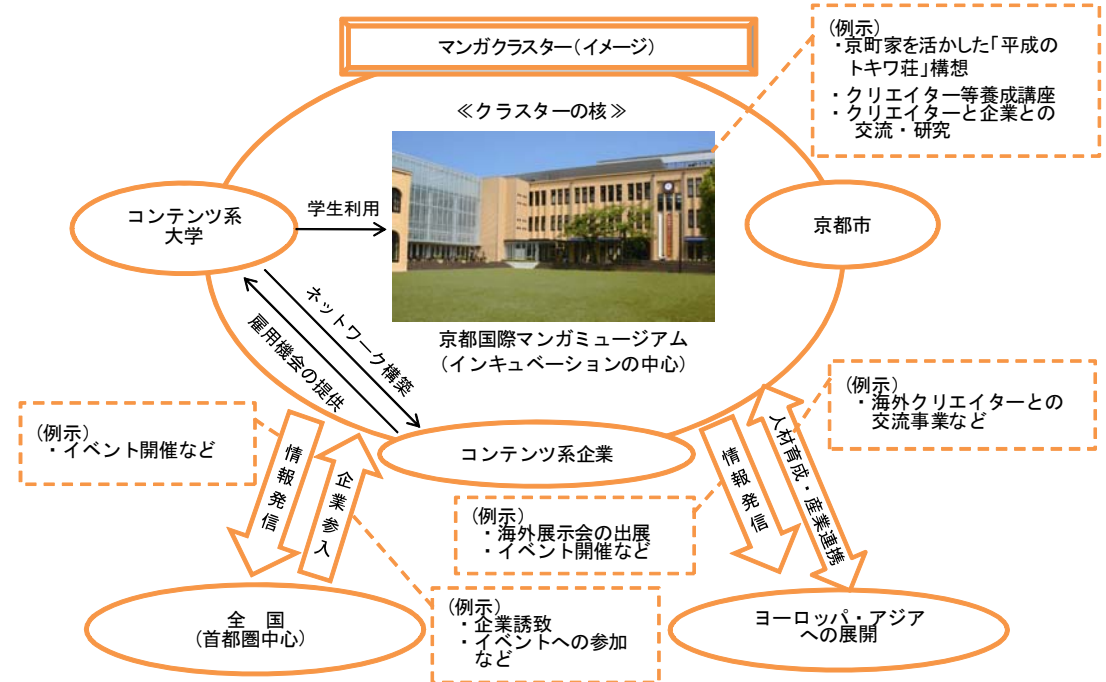 マンガクラスター(イメージ)
(例示)
・京町家を活かした「平成の
トキワ荘」構想
・クリエイター等養成講座
・クリエイターと企業との
交流・研究
≪クラスターの核≫
コンテンツ系
大学
学生利用
京都市
京都国際マンガミュージアム
(インキュベーションの中心)
ネットワーク構築
雇用機会の提供
(例示)
・海外クリエイターとの
交流事業など
(例示)
・イベント開催など
コンテンツ系企業
情報発信
企業参入
情報発信
人材育成・産業連携
(例示)
・海外展示会の出展
・イベント開催など
全 国
(首都圏中心)
(例示)
・企業誘致
・イベントへの参加
など
ヨーロッパ・アジア
への展開